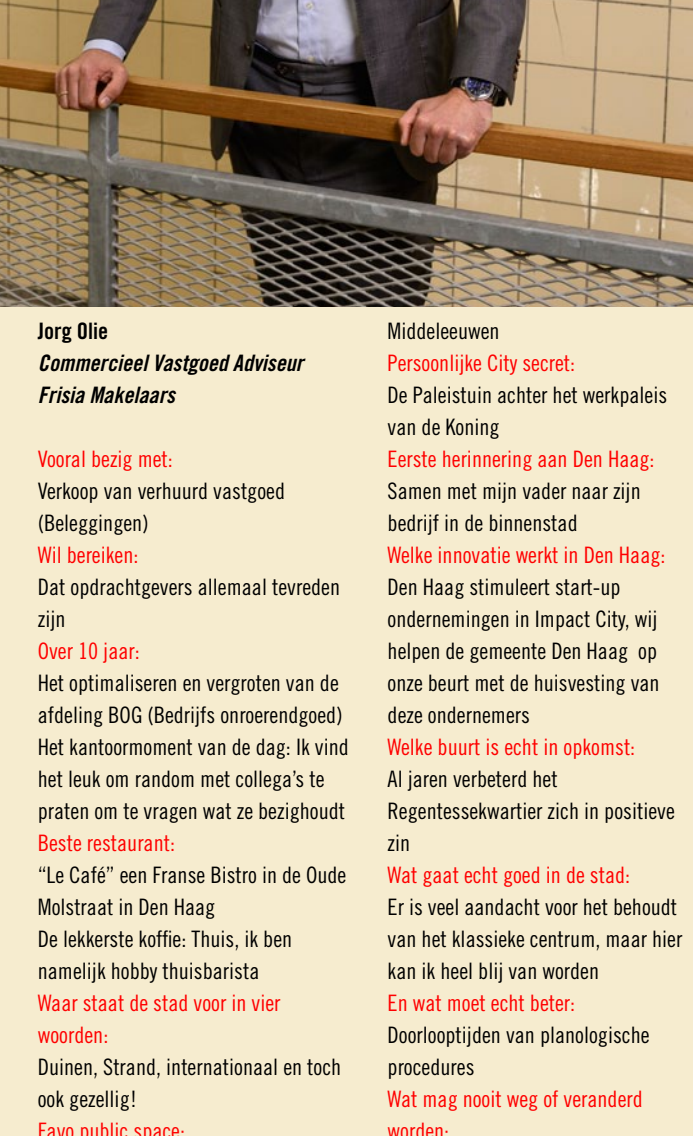 Jorg Olie
Commercieel Vastgoed Adviseur
Frisia Makelaars
Vooral bezig met:
Verkoop van verhuurd vastgoed
(Beleggingen)
Wil bereiken:
Dat opdrachtgevers allemaal tevreden
zijn
Over 10 jaar:
Het optimaliseren en vergroten van de
afdeling BOG (Bedrijfs onroerendgoed)
Het kantoormoment van de dag: Ik vind
het leuk om random met collega’s te
praten om te vragen wat ze bezighoudt
Beste restaurant:
“Le Café” een Franse Bistro in de Oude
Molstraat in Den Haag
De lekkerste koffie: Thuis, ik ben
namelijk hobby thuisbarista
Waar staat de stad voor in vier
woorden:
Duinen, Strand, internationaal en toch
ook gezellig!
Favo public space:
Middeleeuwen
Persoonlijke City secret:
De Paleistuin achter het werkpaleis
van de Koning
Eerste herinnering aan Den Haag:
Samen met mijn vader naar zijn
bedrijf in de binnenstad
Welke innovatie werkt in Den Haag:
Den Haag stimuleert start-up
ondernemingen in Impact City, wij
helpen de gemeente Den Haag  op
onze beurt met de huisvesting van
deze ondernemers
Welke buurt is echt in opkomst:
Al jaren verbeterd het
Regentessekwartier zich in positieve
zin
Wat gaat echt goed in de stad:
Er is veel aandacht voor het behoudt
van het klassieke centrum, maar hier
kan ik heel blij van worden
En wat moet echt beter:
Doorlooptijden van planologische
procedures
Wat mag nooit weg of veranderd
worden: